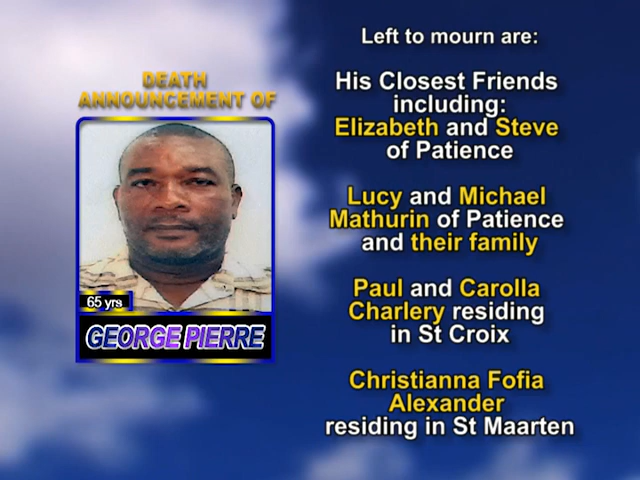 DEATH
ANNOUNCEMENT OF
65 yrs
GEORGE PIERRE
Left to mourn are:
His Closest Friends
including:
Elizabeth and Steve
of Patience
Lucy and Michael
Mathurin of Patience
and their family
Paul and Carolla
Charlery residing
in St Croix
Christianna Fofia
Alexander
residing in St Maarten